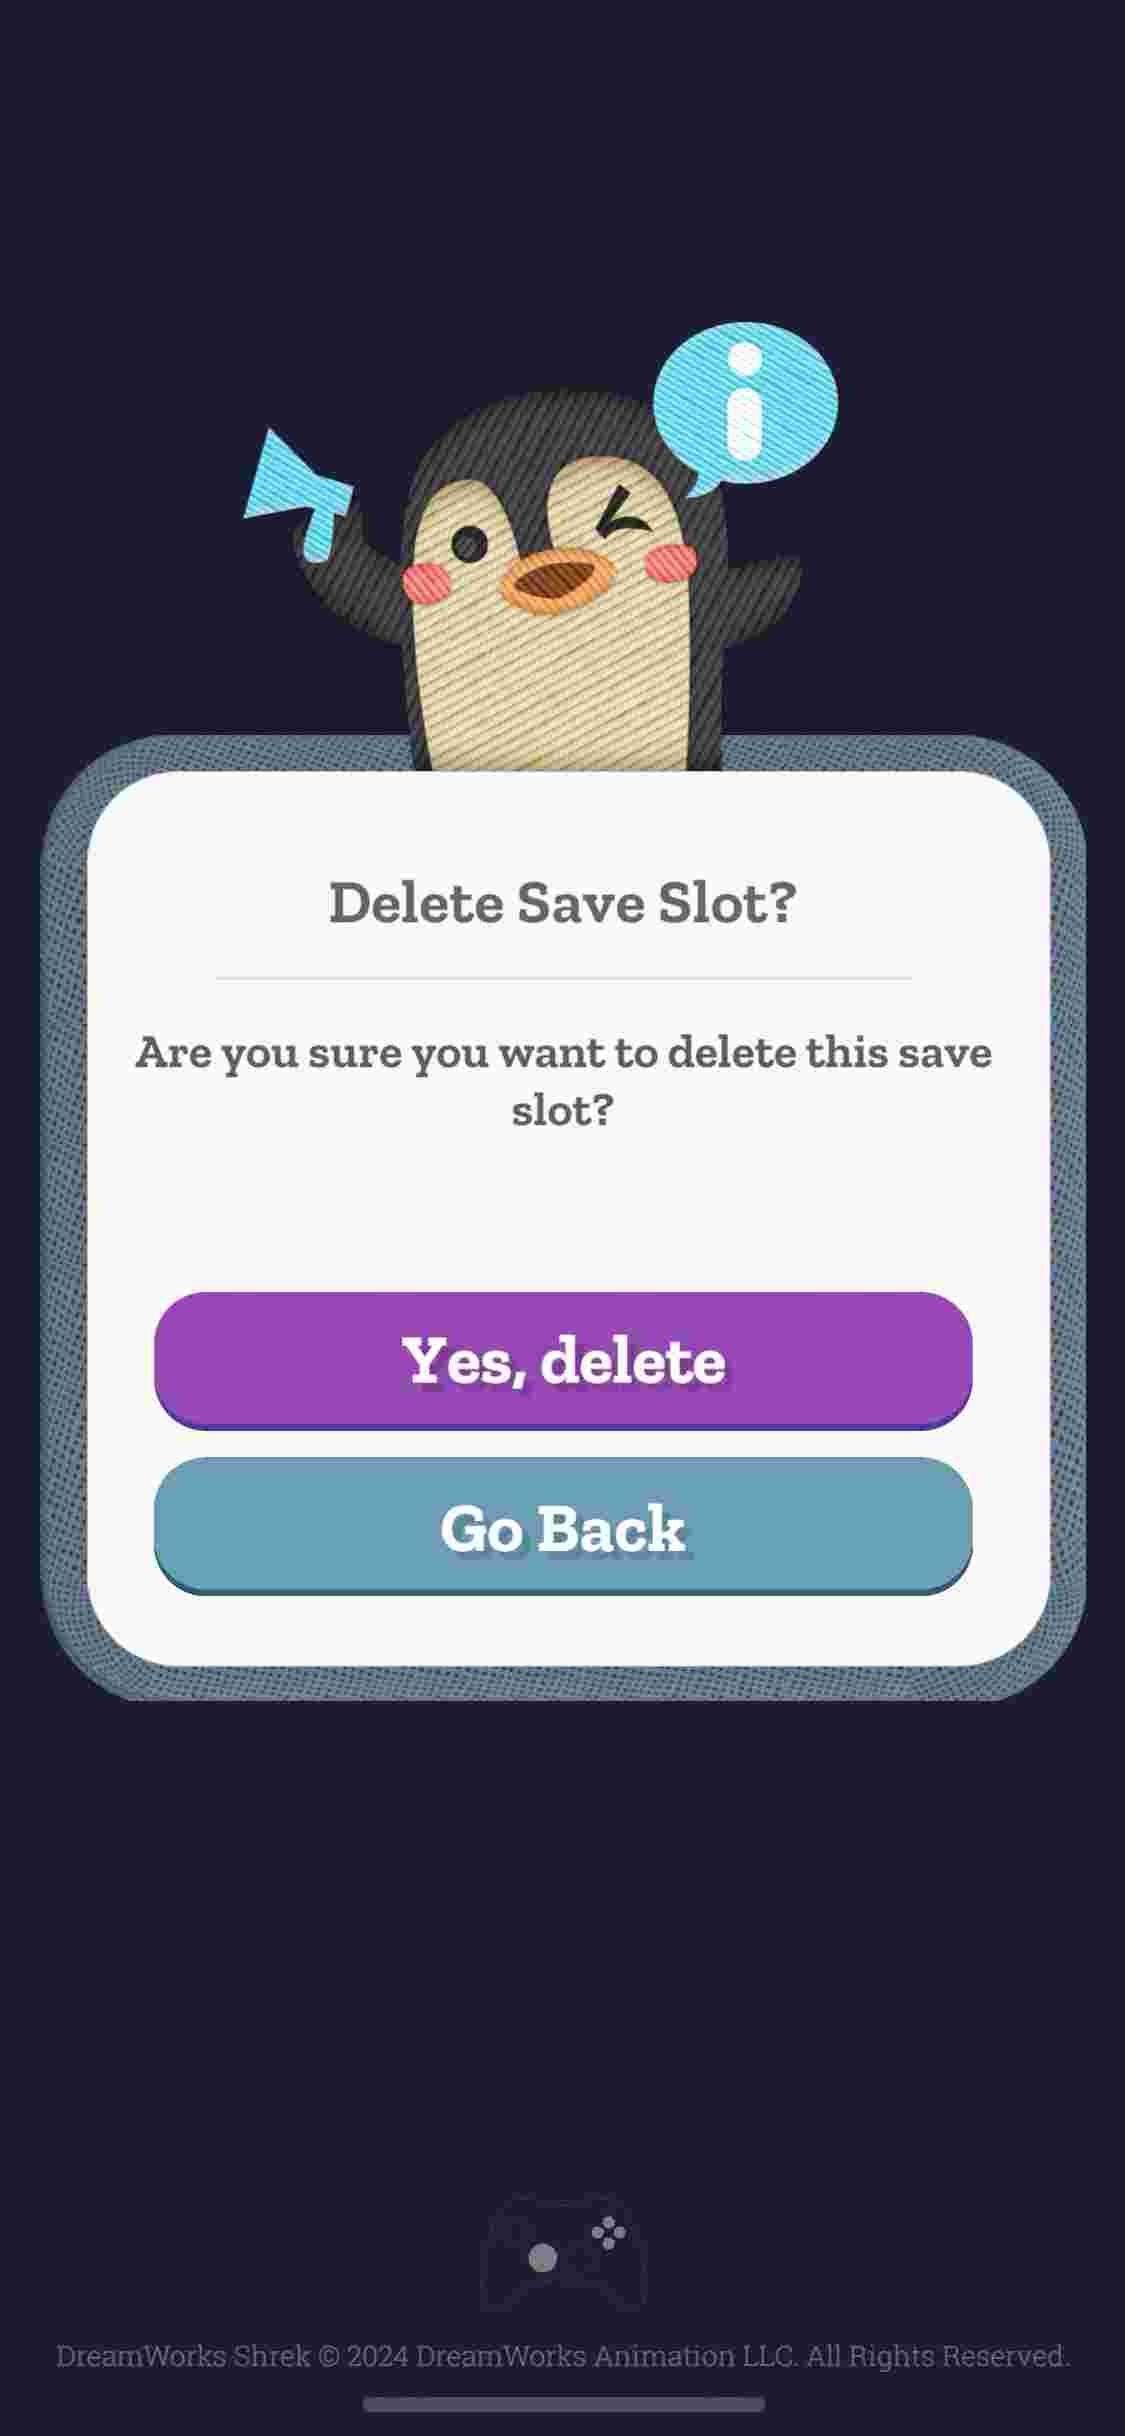 Delete Save Slot?
Are you sure you want to delete this save
slot?
Yes, delete
Go Back
DreamWorks Shrek © 2024 DreamWorks Animation LLC. All Rights Reserved.